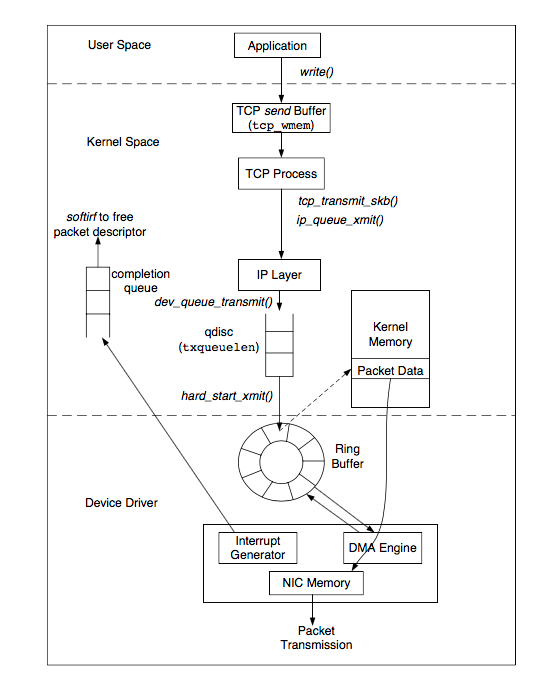 User Space
Application
write()
TCP send Buffer
(tcp_wmem)
Kernel Space
TCP Process
tcp_transmit_skb()
ip_queue_xmit()
softirf to free
packet descriptor
completion
queue
IP Layer
dev_queue_transmit()
qdisc
(txqueuelen)
Kernel
Memory
Packet Data
hard_start_xmit()
Ring
Buffer
Device Driver
Interrupt
Generator
DMA Engine
NIC Memory
Packet
Transmission